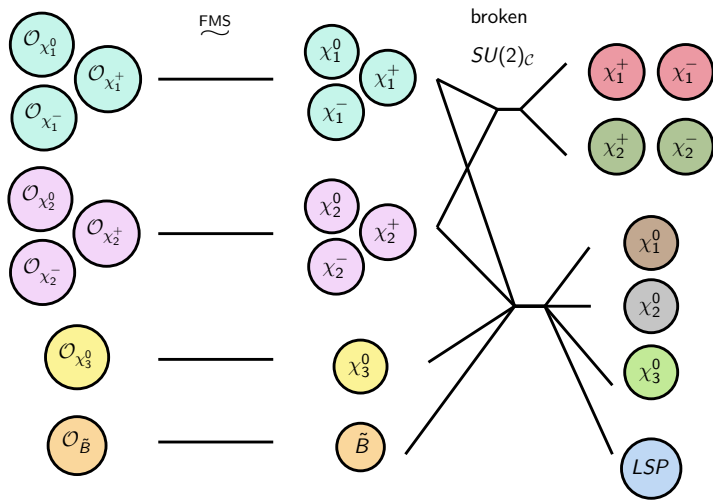 FMS
broken
SU(2)𝒞
𝒪χ₁⁰ 𝒪χ₁⁺ 𝒪χ₁⁻
χ₁⁰ χ₁⁺ χ₁⁻
χ₁⁺ χ₁⁻
χ₂⁺ χ₂⁻
𝒪χ₂⁰ 𝒪χ₂⁺ 𝒪χ₂⁻
χ₂⁰ χ₂⁺ χ₂⁻
χ₁⁰
χ₂⁰
𝒪χ₃⁰ χ₃⁰ χ₃⁰
𝒪B̃ B̃ LSP